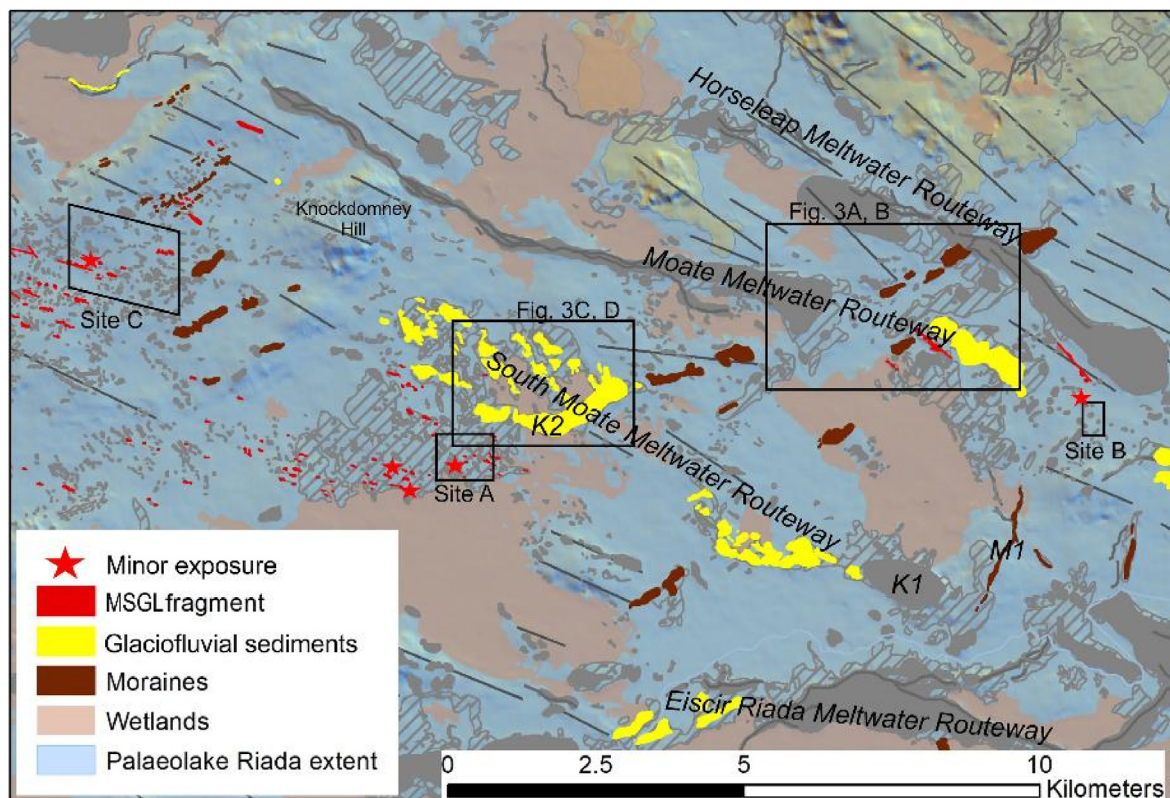 Horseleap Meltwater Routeway
Knockdomney
Hill
Fig. 3A, B
Moate Meltwater Routeway
Site C
Fig. 3C, D
South Moate Meltwater Routeway
K2
Site A
Site B
M1
K1
Eiscir Riada Meltwater Routeway
Minor exposure
MSGL fragment
Glaciofluvial sediments
Moraines
Wetlands
Palaeolake Riada extent
0 2.5 5 10
Kilometers